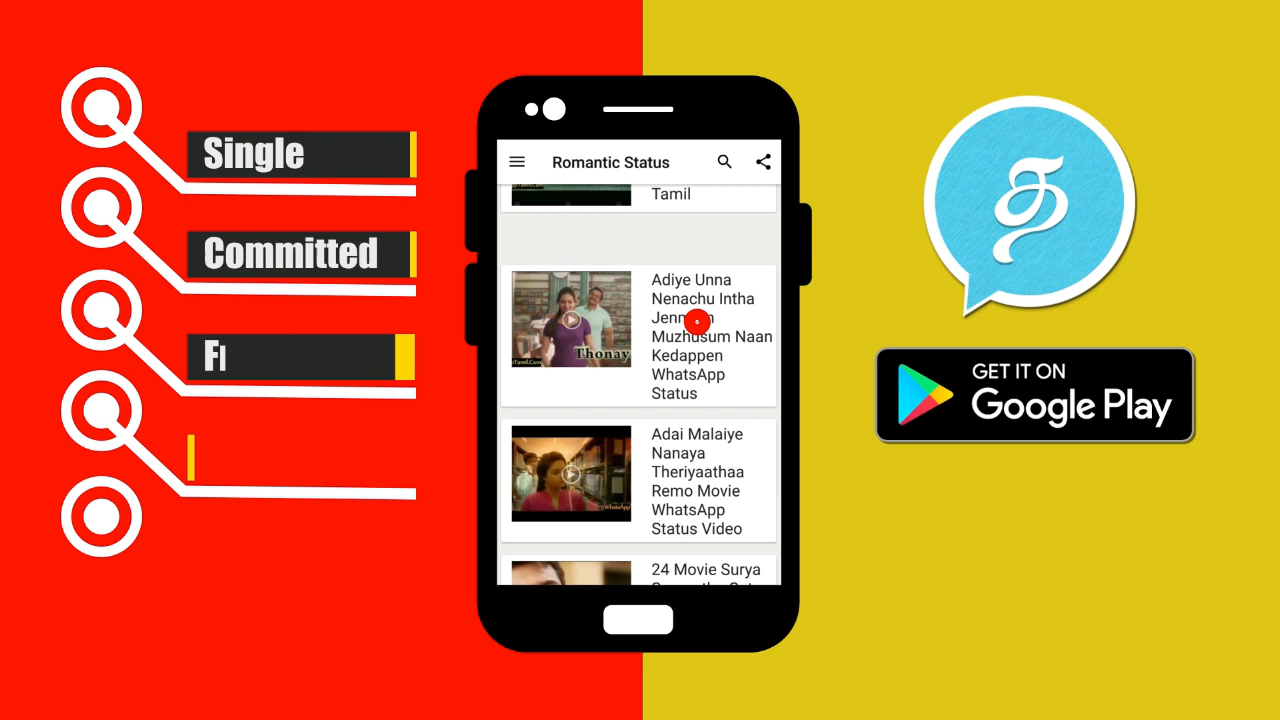 Single
Committed
Romantic Status
Tamil
Adiye Unna
Nenachu Intha
Muzhusum Naan
Kedappen
WhatsApp
Status
Thonay
Adai Malaiye
Nanaya
Theriyaathaa
Remo Movie
WhatsApp
Status Video
WhatsApp
24 Movie Surya
த
GET IT ON
Google Play